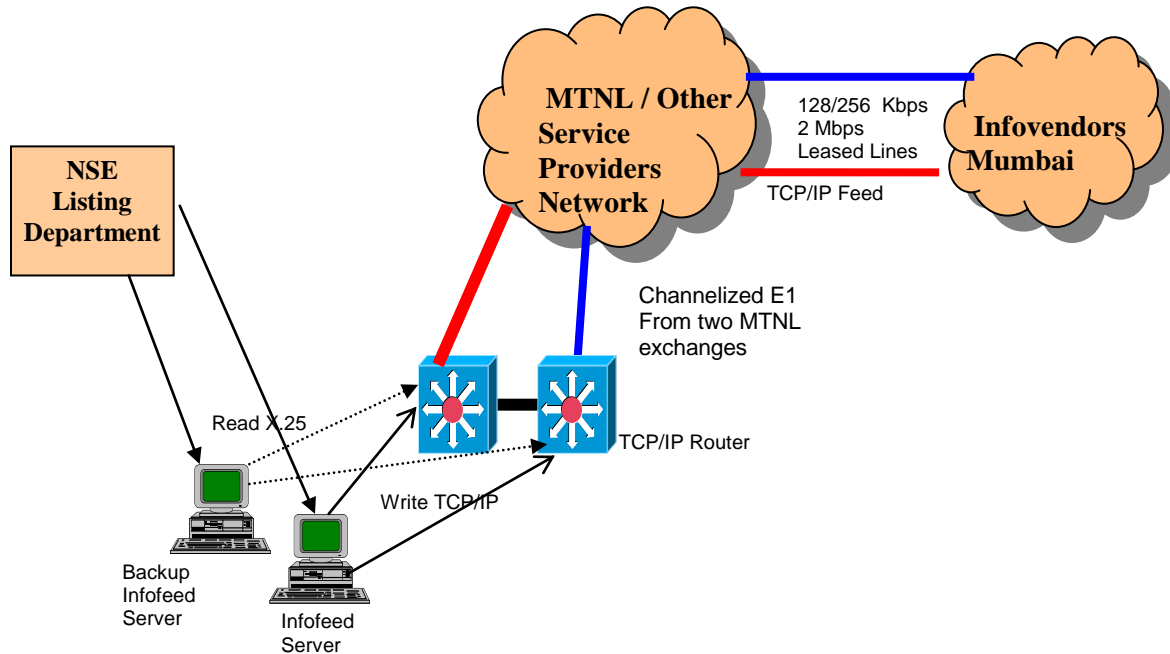 MTNL / Other
Service
Providers
Network
128/256 Kbps
2 Mbps
Leased Lines
TCP/IP Feed
Infovendors
Mumbai
NSE
Listing
Department
Channelized E1
From two MTNL
exchanges
Read X.25
TCP/IP Router
Write TCP/IP
Backup
Infofeed
Server
Infofeed
Server